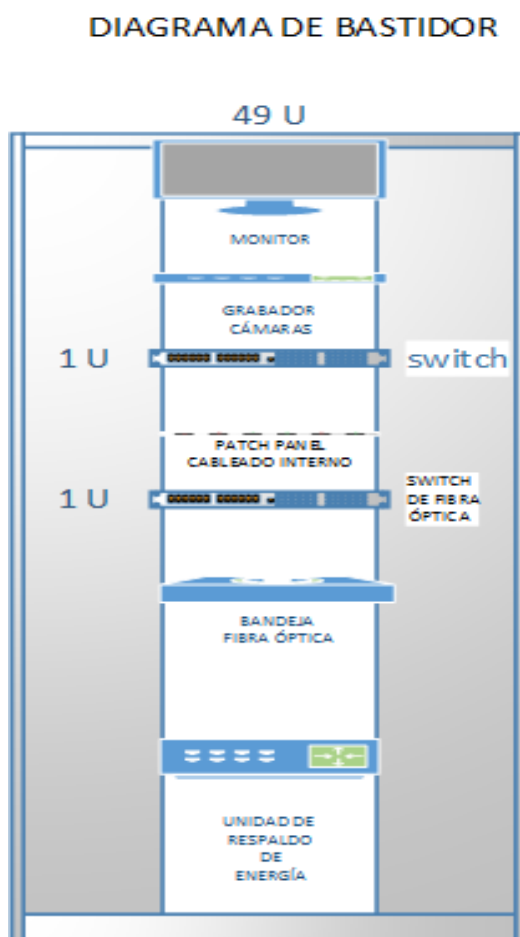 DIAGRAMA DE BASTIDOR
49 U
MONITOR
GRABADOR
CÁMARAS
1 U
switch
PATCH PANEL
CABLEADO INTERNO
1 U
SWITCH
DE FIBRA
ÓPTICA
BANDEJA
FIBRA ÓPTICA
UNIDAD DE
RESPALDO
DE
ENERGÍA